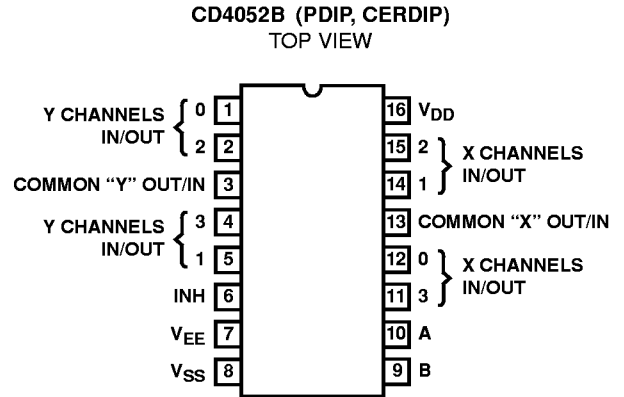 CD4052B (PDIP, CERDIP)
TOP VIEW
Y CHANNELS
IN/OUT
0 1
2 2
COMMON “Y” OUT/IN 3
Y CHANNELS
IN/OUT
3 4
1 5
INH 6
VEE 7
VSS 8
16 VDD
15 2
14 1
X CHANNELS
IN/OUT
13 COMMON “X” OUT/IN
12 0
11 3
X CHANNELS
IN/OUT
10 A
9 B